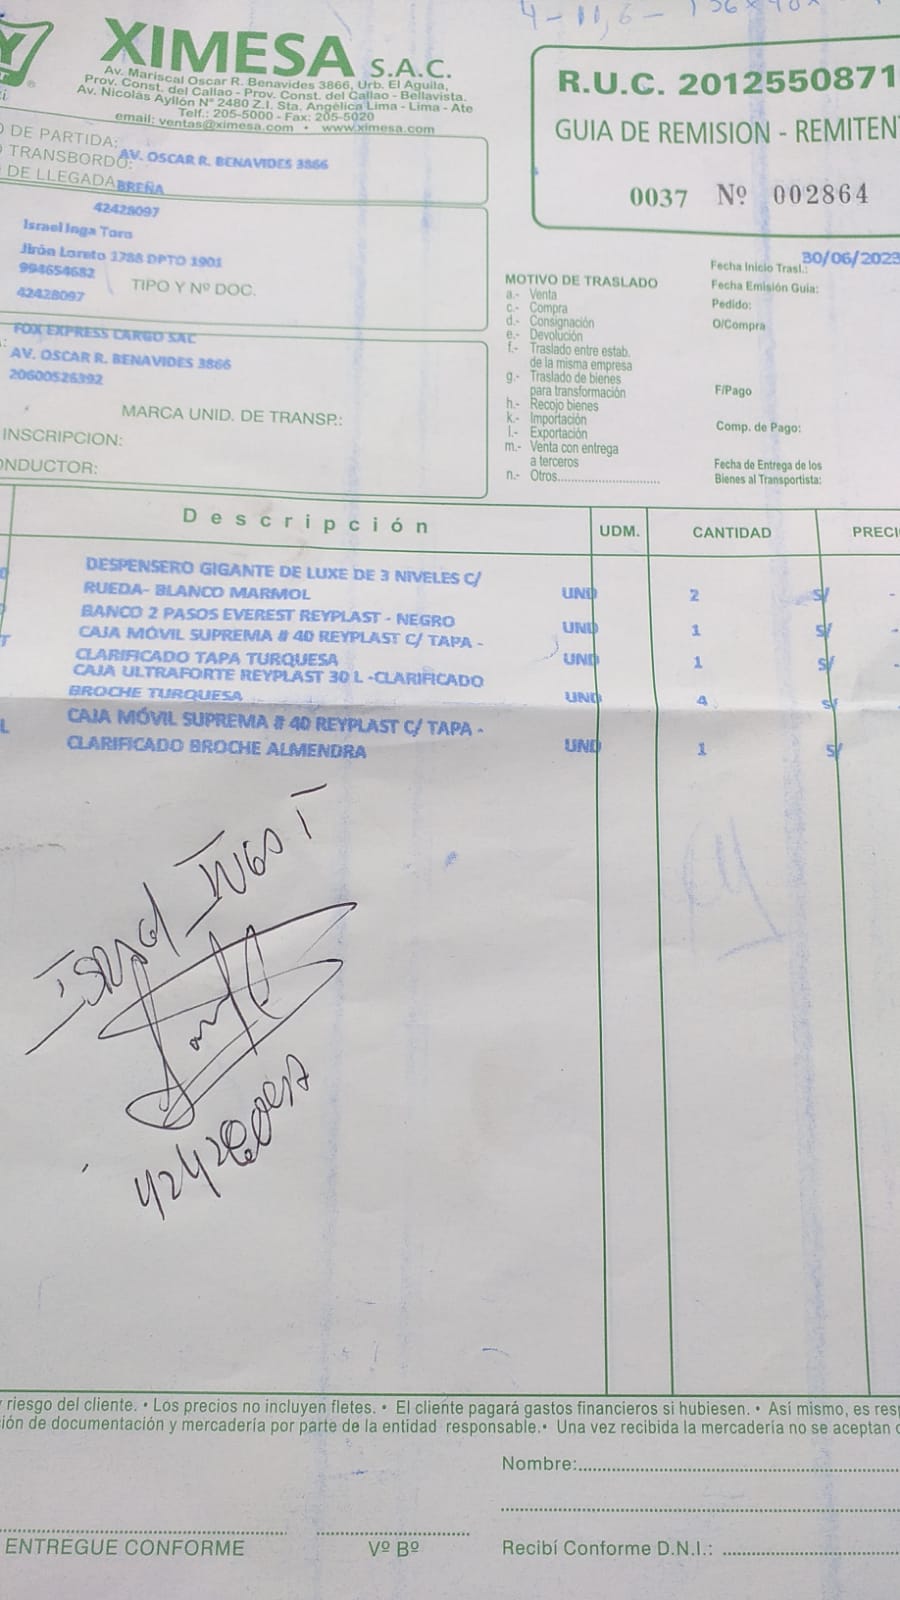 4-11,6-
XIMESA S.A.C.
Av. Mariscal Oscar R. Benavides 3866, Urb. El Aguila,
Prov. Const. del Callao - Prov. Const. del Callao - Bellavista.
Av. Nicolás Ayllón Nº 2480 Z.I. Sta. Angélica Lima - Lima - Ate
Telf.: 205-5000 - Fax: 205-5020
email: ventas@ximesa.com • www.ximesa.com
R.U.C. 2012550871
GUIA DE REMISION - REMITEN
0037 Nº 002864
O DE PARTIDA:
O TRANSBORDO: AV. OSCAR R. BENAVIDES 3866
DE LLEGADA BREÑA
42428097
Israel Inga Toro
Jirón Loreto 1788 DPTO 1901
994654682
TIPO Y Nº DOC.
42428097
FOX EXPRESS CARGO SAC
AV. OSCAR R. BENAVIDES 3866
20600526392
MARCA UNID. DE TRANSP.:
INSCRIPCION:
ONDUCTOR:
MOTIVO DE TRASLADO
a.- Venta
c.- Compra
d.- Consignación
e.- Devolución
f.- Traslado entre estab.
de la misma empresa
g.- Traslado de bienes
para transformación
h.- Recojo bienes
k.- Importación
l.- Exportación
m.- Venta con entrega
a terceros
n.- Otros
Fecha Inicio Trasl.: 30/06/2023
Fecha Emisión Guia:
Pedido:
O/Compra
F/Pago
Comp. de Pago:
Fecha de Entrega de los
Bienes al Transportista:
Descripción UDM. CANTIDAD PRECI
DESPENSERO GIGANTE DE LUXE DE 3 NIVELES C/
RUEDA- BLANCO MARMOL UND 2 S/ -
BANCO 2 PASOS EVEREST REYPLAST - NEGRO UND 1 S/ -
CAJA MÓVIL SUPREMA # 40 REYPLAST C/ TAPA -
CLARIFICADO TAPA TURQUESA UND 1 S/ -
CAJA ULTRAFORTE REYPLAST 30 L -CLARIFICADO
BROCHE TURQUESA UND 4 S/
CAJA MÓVIL SUPREMA # 40 REYPLAST C/ TAPA -
CLARIFICADO BROCHE ALMENDRA UND 1 S/
Israel Inga T
riesgo del cliente. • Los precios no incluyen fletes. • El cliente pagará gastos financieros si hubiesen. • Así mismo, es resp
ción de documentación y mercadería por parte de la entidad responsable. • Una vez recibida la mercadería no se aceptan
Nombre:
ENTREGUE CONFORME
Vº Bº
Recibí Conforme D.N.I.: